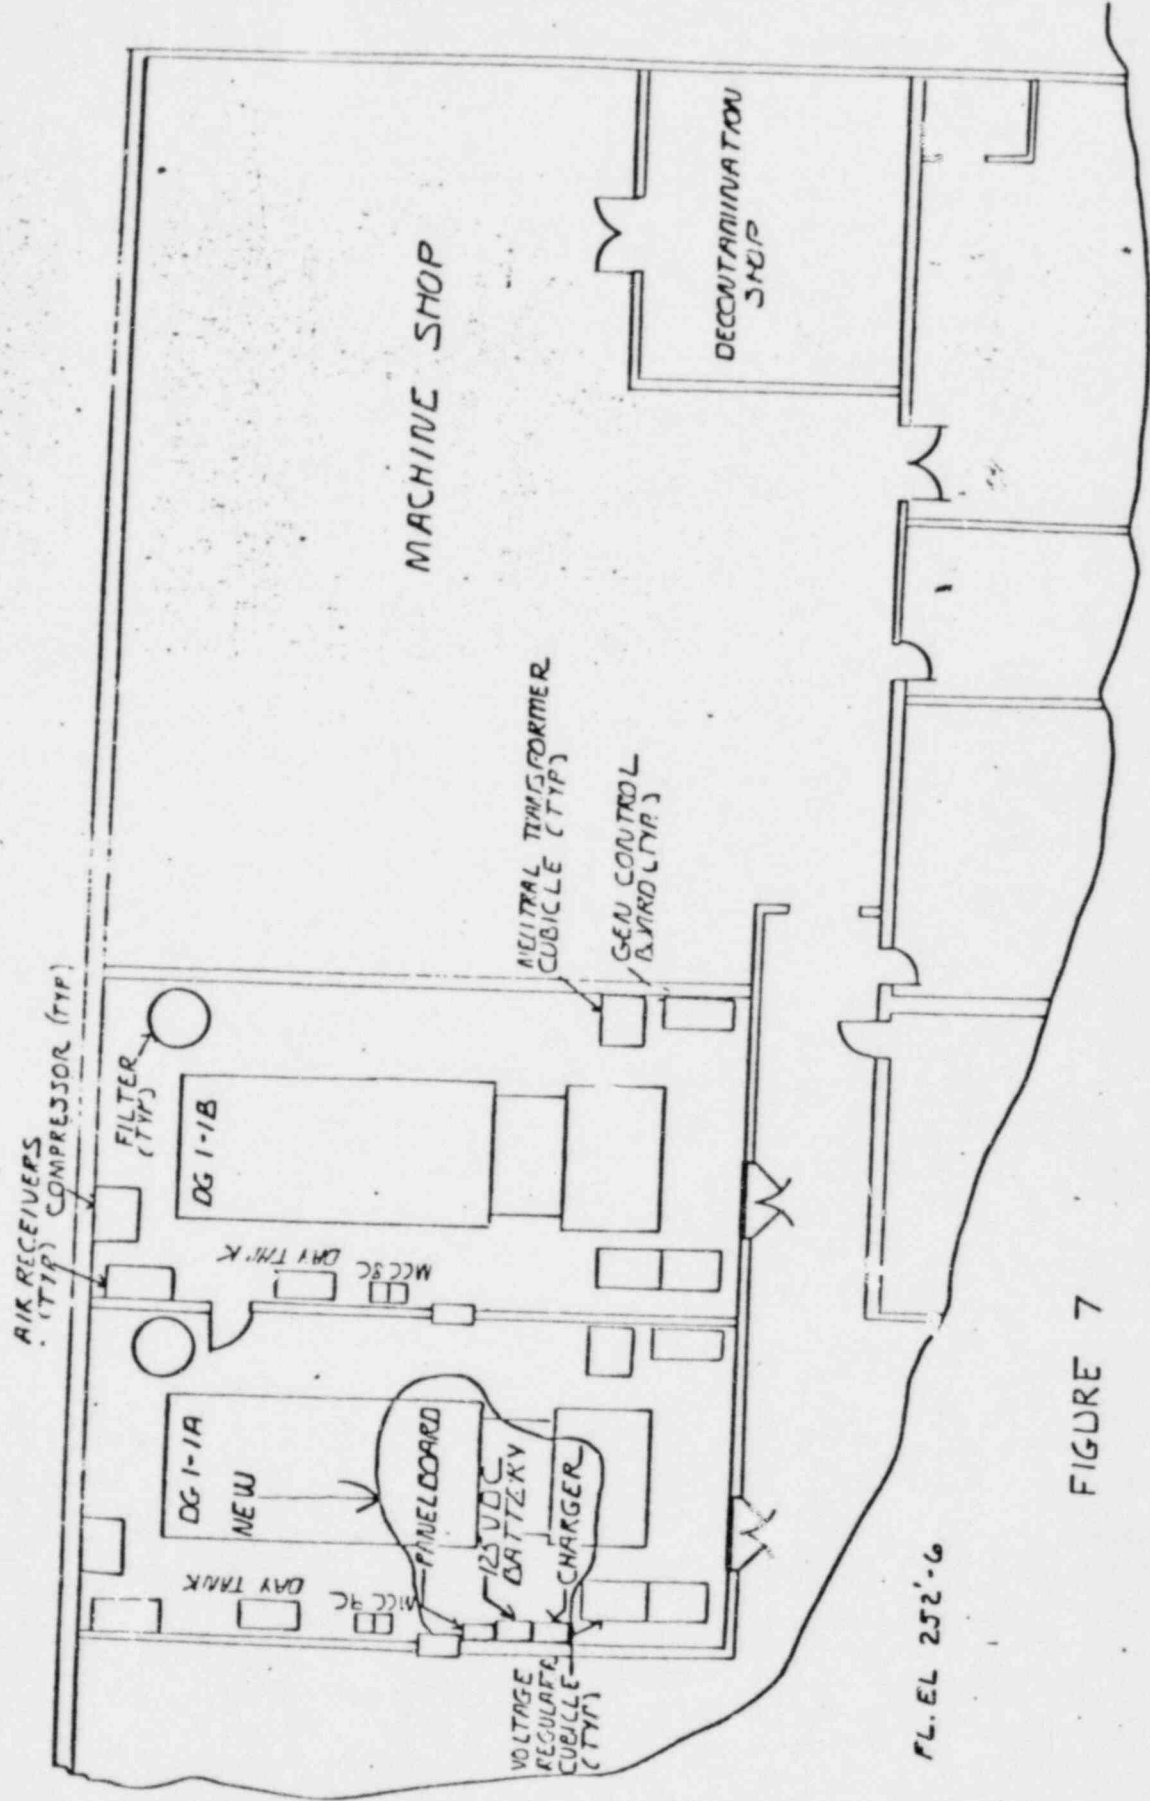 AIR RECEIVERS
(TYP)
COMPRESSOR (TYP)
FILTER
(TYP)
DG 1-1B
DAY TANK
MCC 8C
MACHINE SHOP
DECONTAMINATION
SHOP
NEUTRAL TRANSFORMER
CUBICLE (TYP)
GEN CONTROL
BOARD (TYP)
DG 1-1A
NEW
PANELBOARD
125 VDC
BATTERY
CHARGER
DAY TANK
MCC 9C
VOLTAGE
REGULATR
CUBICLE
(TYP)
FL. EL 252'-6
FIGURE 7